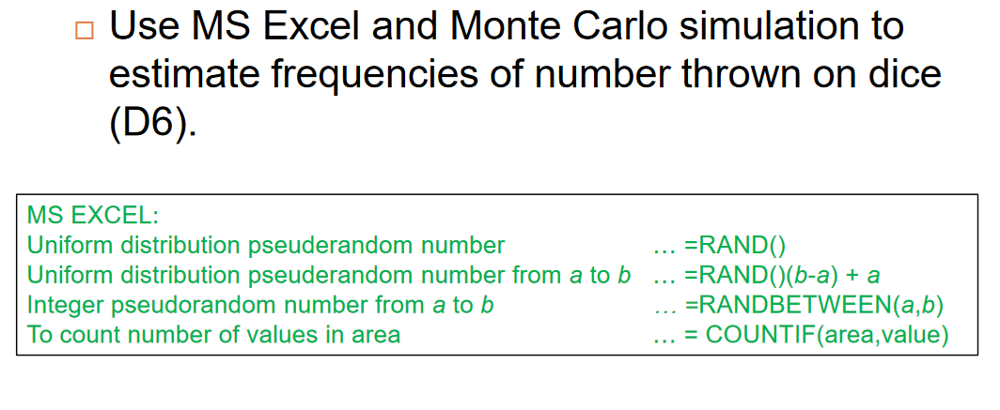 Use MS Excel and Monte Carlo simulation to
estimate frequencies of number thrown on dice
(D6).
MS EXCEL:
Uniform distribution pseuderandom number ... =RAND()
Uniform distribution pseuderandom number from a to b ... =RAND()(b-a) + a
Integer pseudorandom number from a to b ... =RANDBETWEEN(a,b)
To count number of values in area ... = COUNTIF(area,value)